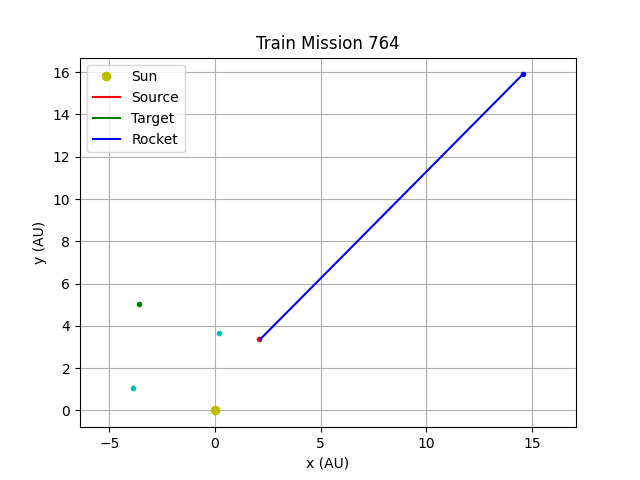 Train Mission 764
Sun
Source
Target
Rocket
16
14
12
10
8
6
4
2
0
y (AU)
−5
0
5
10
15
x (AU)